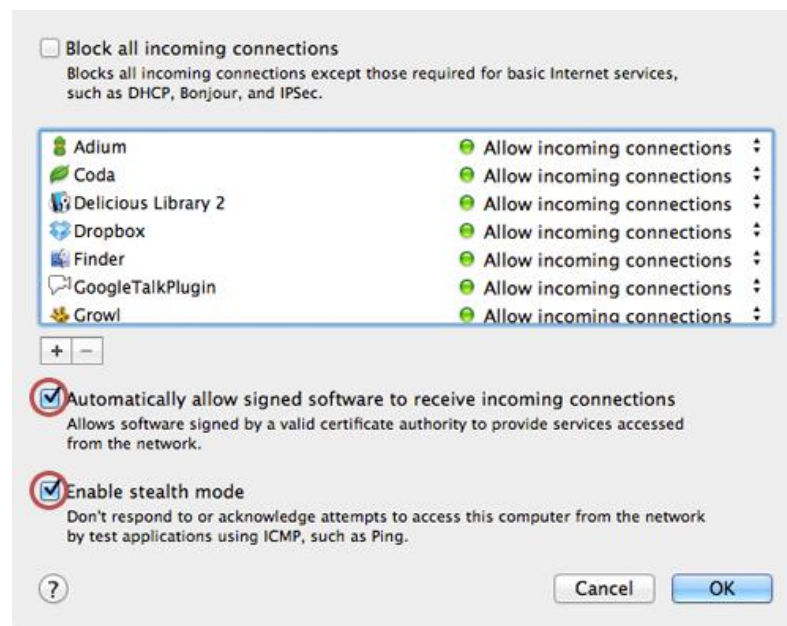 Block all incoming connections
Blocks all incoming connections except those required for basic Internet services,
such as DHCP, Bonjour, and IPSec.
Adium Allow incoming connections
Coda Allow incoming connections
Delicious Library 2 Allow incoming connections
Dropbox Allow incoming connections
Finder Allow incoming connections
GoogleTalkPlugin Allow incoming connections
Growl Allow incoming connections
+ −
Automatically allow signed software to receive incoming connections
Allows software signed by a valid certificate authority to provide services accessed
from the network.
Enable stealth mode
Don't respond to or acknowledge attempts to access this computer from the network
by test applications using ICMP, such as Ping.
? Cancel OK